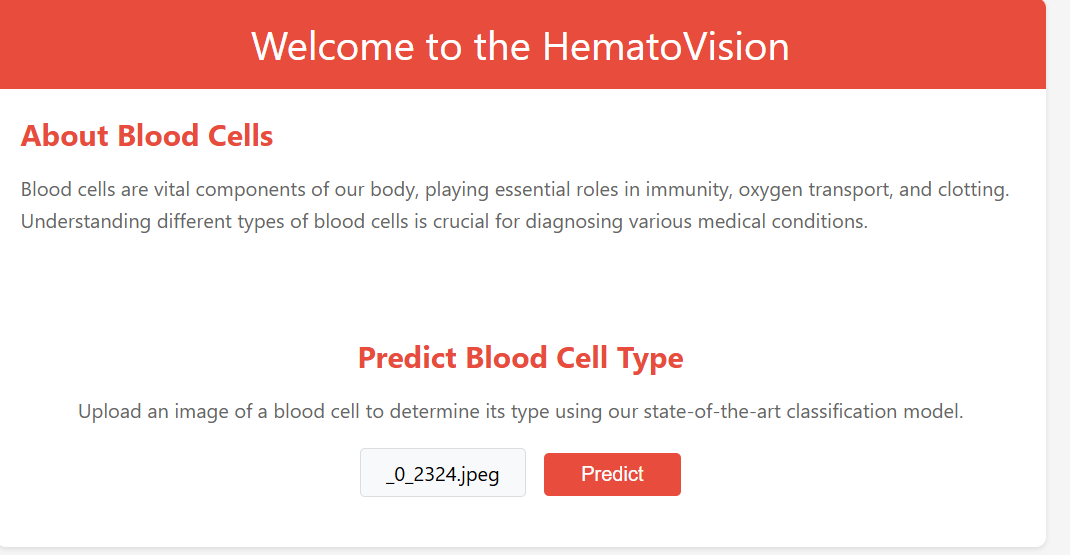 Welcome to the HematoVision
About Blood Cells
Blood cells are vital components of our body, playing essential roles in immunity, oxygen transport, and clotting.
Understanding different types of blood cells is crucial for diagnosing various medical conditions.
Predict Blood Cell Type
Upload an image of a blood cell to determine its type using our state-of-the-art classification model.
_0_2324.jpeg
Predict